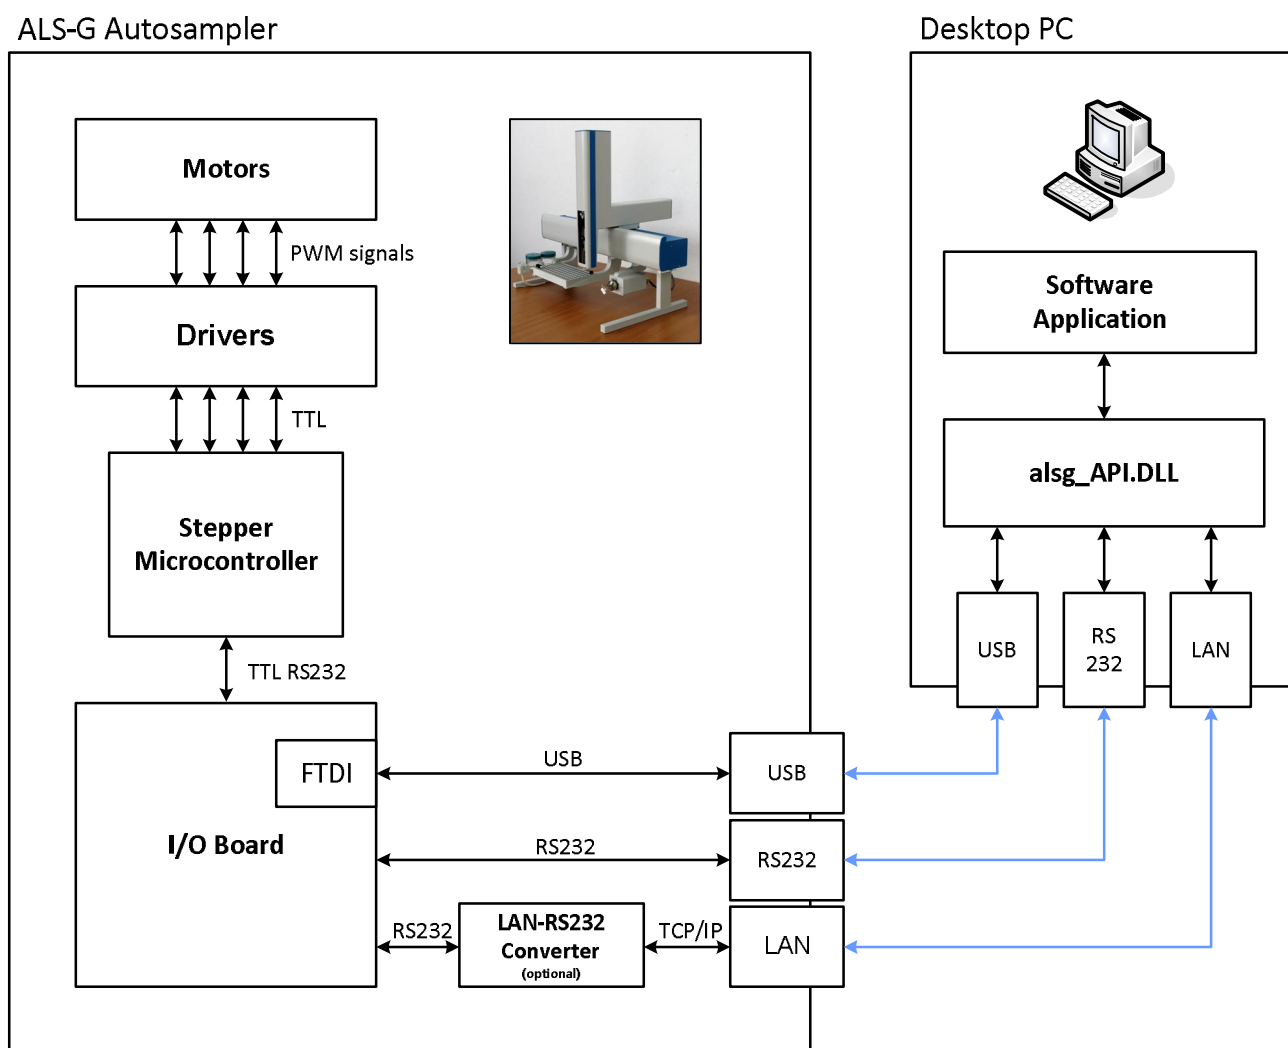 ALS-G Autosampler
Desktop PC
Motors
PWM signals
Drivers
TTL
Stepper
Microcontroller
TTL RS232
FTDI
I/O Board
USB
RS232
RS232
LAN-RS232
Converter
(optional)
TCP/IP
USB
RS232
LAN
Software
Application
alsg_API.DLL
USB
RS
232
LAN